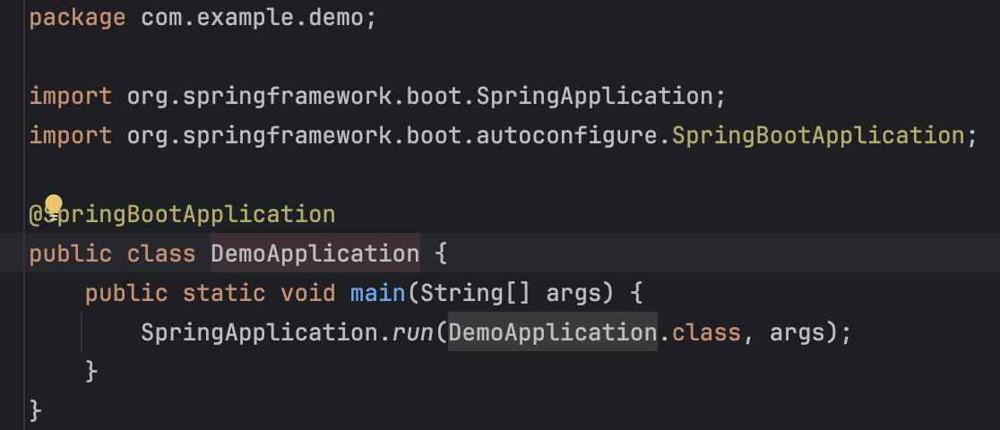 package com.example.demo;
import org.springframework.boot.SpringApplication;
import org.springframework.boot.autoconfigure.SpringBootApplication;
@SpringBootApplication
public class DemoApplication {
    public static void main(String[] args) {
        SpringApplication.run(DemoApplication.class, args);
    }
}